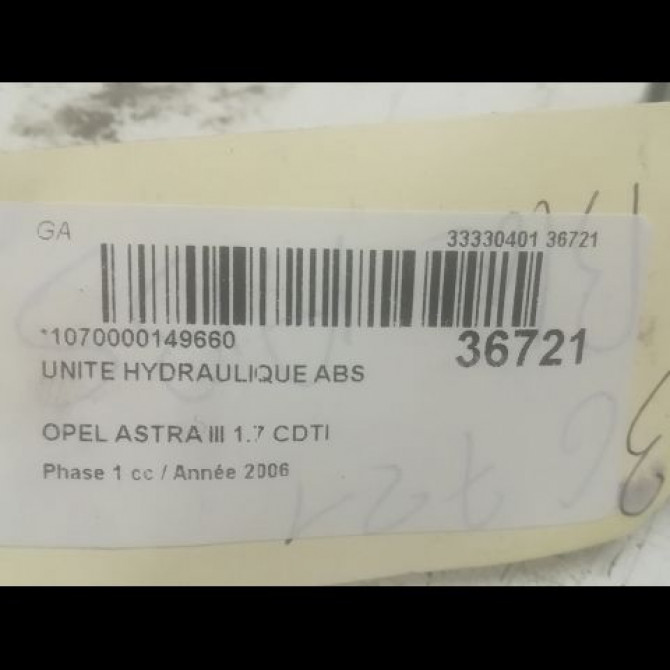 GA
33330401 36721
*1070000149660
36721
UNITE HYDRAULIQUE ABS
OPEL ASTRA III 1.7 CDTI
Phase 1 cc / Année 2006